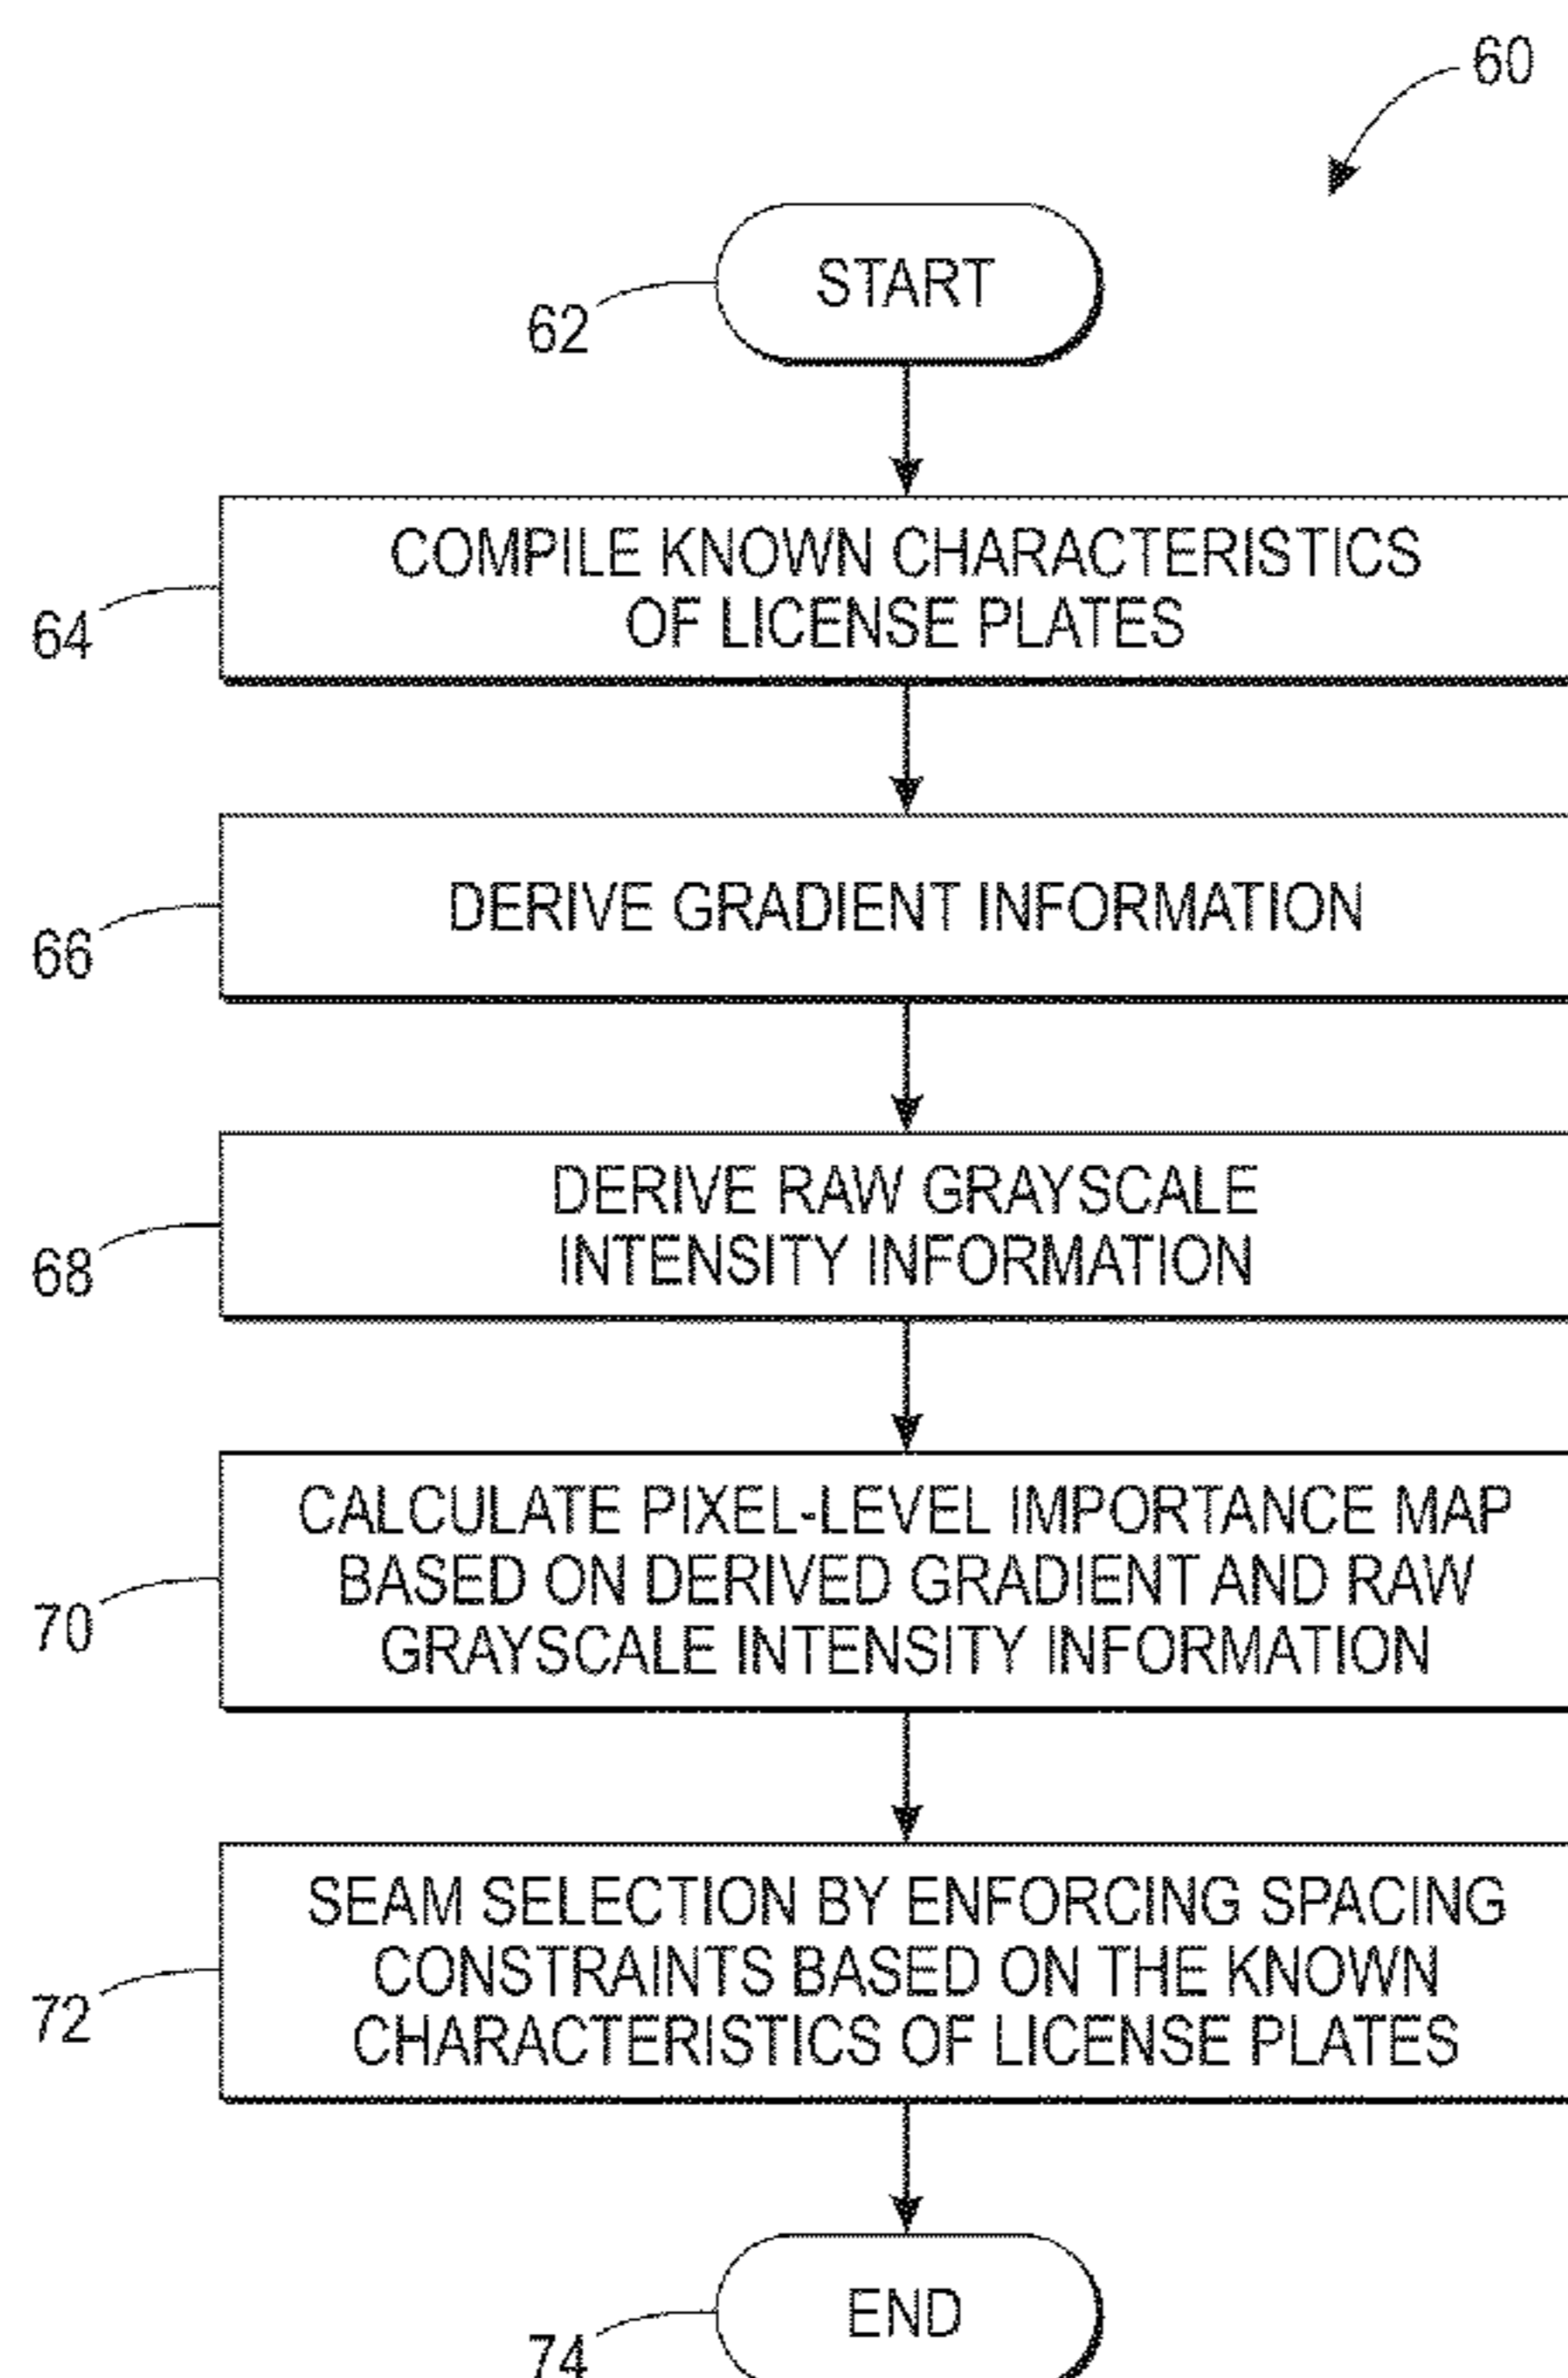 60
START
62
COMPILE KNOWN CHARACTERISTICS
OF LICENSE PLATES
64
DERIVE GRADIENT INFORMATION
66
DERIVE RAW GRAYSCALE
INTENSITY INFORMATION
68
CALCULATE PIXEL-LEVEL IMPORTANCE MAP
BASED ON DERIVED GRADIENT AND RAW
GRAYSCALE INTENSITY INFORMATION
70
SEAM SELECTION BY ENFORCING SPACING
CONSTRAINTS BASED ON THE KNOWN
CHARACTERISTICS OF LICENSE PLATES
72
END
74